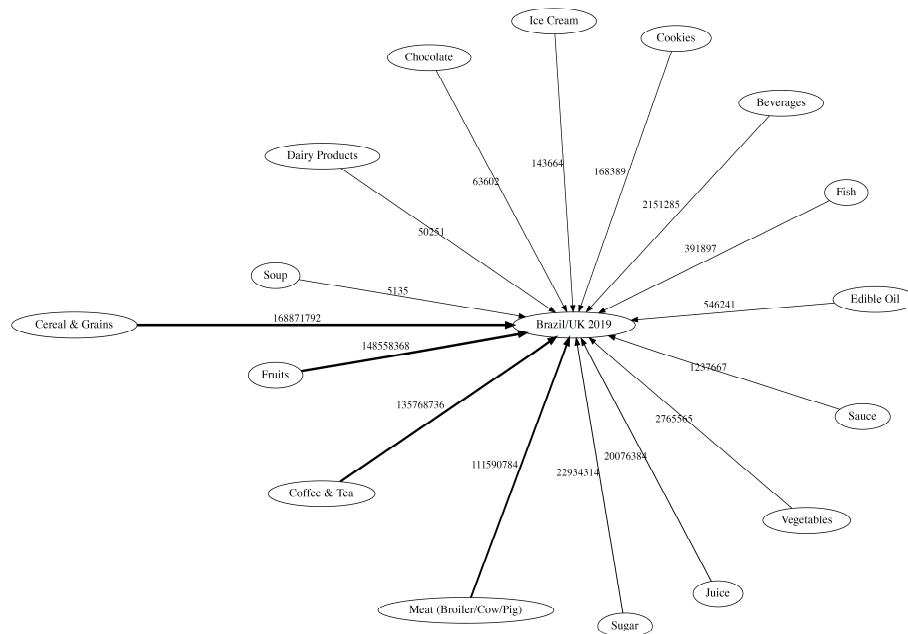 Ice Cream
Cookies
Chocolate
Beverages
Dairy Products
143664
168389
63602
Fish
2151285
50251
391897
Soup
5135
546241
Edible Oil
Cereal & Grains
168871792
Brazil/UK 2019
148558368
Fruits
1237667
135768736
2765565
Sauce
111590784
22934314
20076384
Coffee & Tea
Vegetables
Juice
Meat (Broiler/Cow/Pig)
Sugar